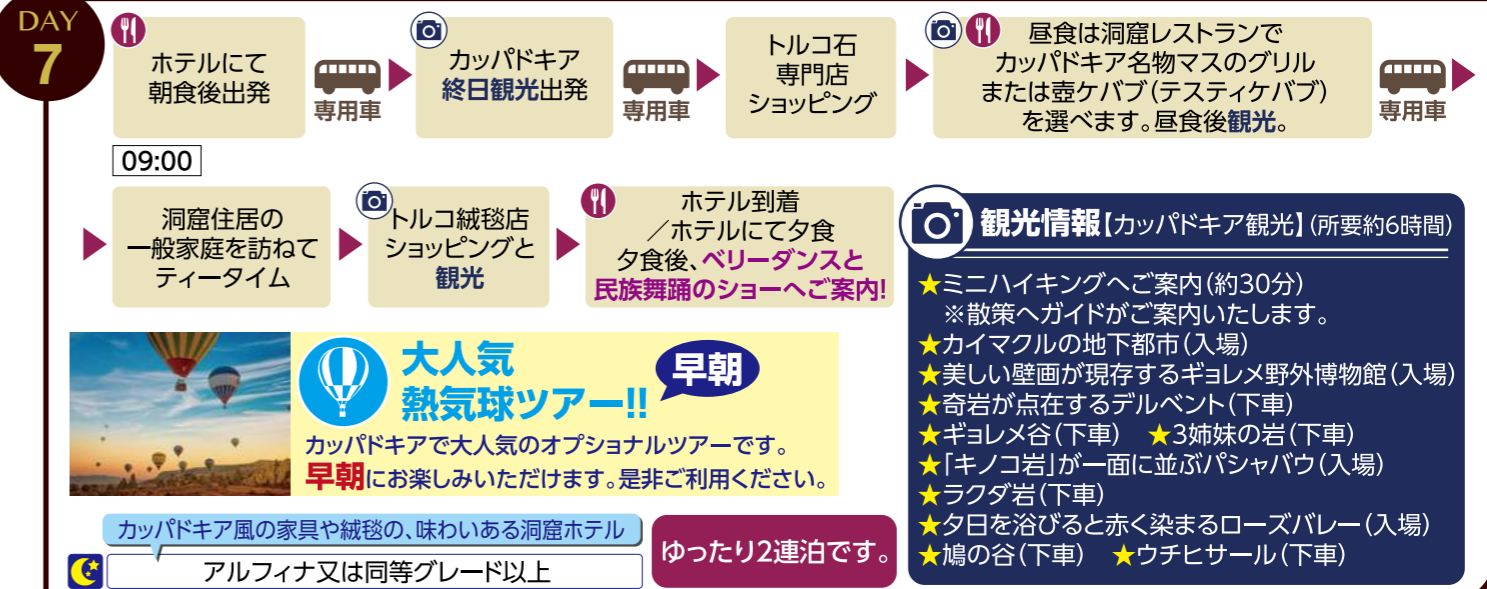 DAY
7
ホテルにて
朝食後出発
専用車
カッパドキア
終日観光出発
専用車
トルコ石
専門店
ショッピング
昼食は洞窟レストランで
カッパドキア名物マスのグリル
または壺ケバブ(テスティケバブ)
を選べます。昼食後観光。
専用車
09:00
洞窟住居の
一般家庭を訪ねて
ティータイム
トルコ絨毯店
ショッピングと
観光
ホテル到着
/ホテルにて夕食
夕食後、ベリーダンスと
民族舞踊のショーへご案内!
観光情報【カッパドキア観光】(所要約6時間)
★ミニハイキングへご案内(約30分)
※散策へガイドがご案内いたします。
★カイマクルの地下都市(入場)
★美しい壁画が現存するギョレメ野外博物館(入場)
★奇岩が点在するデルベント(下車)
★ギョレメ谷(下車) ★3姉妹の岩(下車)
★「キノコ岩」が一面に並ぶパシャバウ(入場)
★ラクダ岩(下車)
★夕日を浴びると赤く染まるローズバレー(入場)
★鳩の谷(下車) ★ウチヒサール(下車)
大人気
熱気球ツアー!!
早朝
カッパドキアで大人気のオプショナルツアーです。
早朝にお楽しみいただけます。是非ご利用ください。
カッパドキア風の家具や絨毯の、味わいある洞窟ホテル
アルフィナ又は同等グレード以上
ゆったり2連泊です。